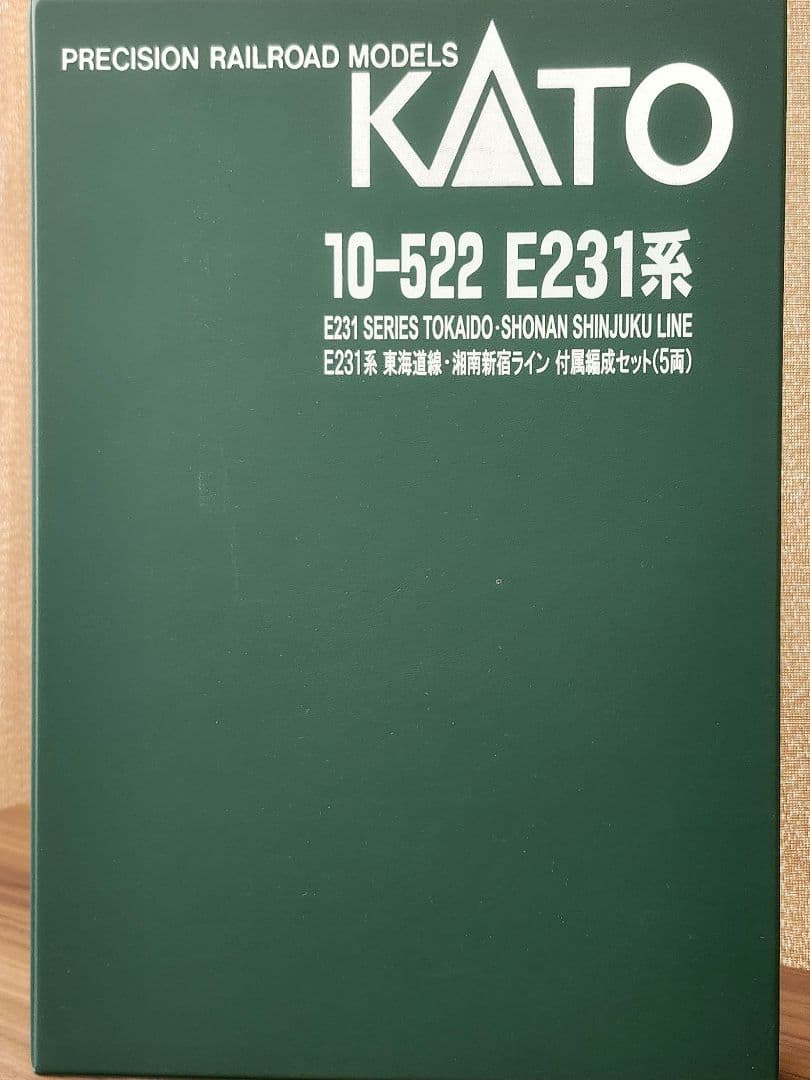 PRECISION RAILROAD MODELS
KATO
10-522 E231系
E231 SERIES TOKAIDO·SHONAN SHINJUKU LINE
E231系 東海道線・湘南新宿ライン 付属編成セット(5両)